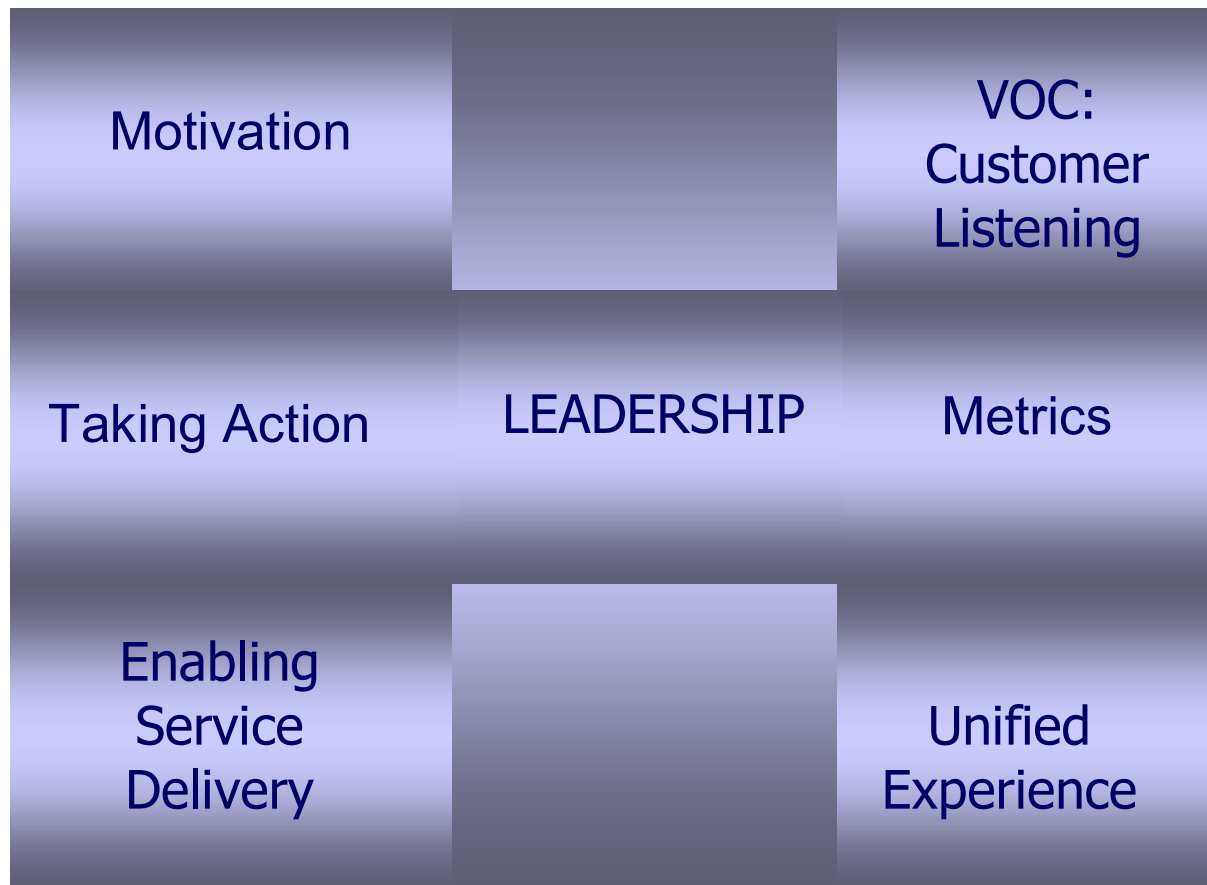 Motivation
VOC:
Customer
Listening
Taking Action
LEADERSHIP
Metrics
Enabling
Service
Delivery
Unified
Experience